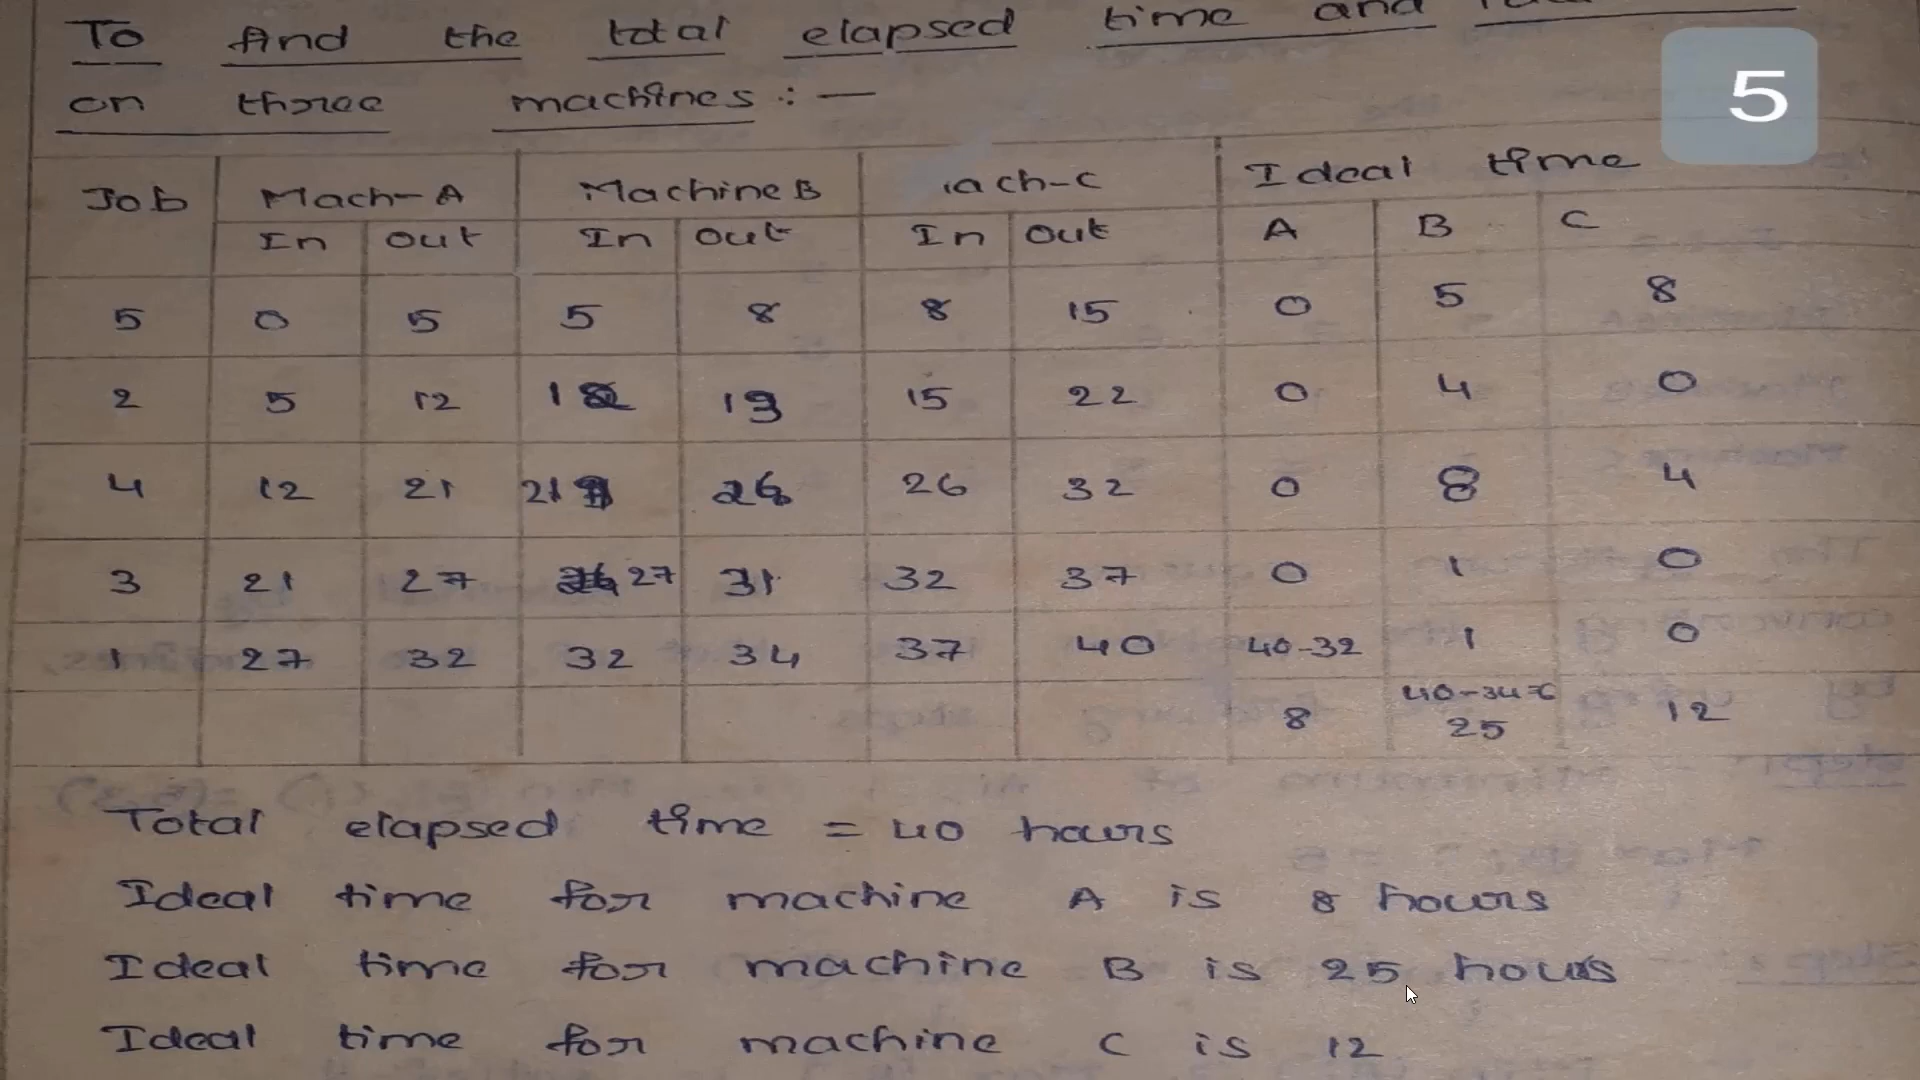 To find the total elapsed time and
on three machines : —
5
Job Mach-A Machine B ach-C Ideal time
In out In out In out A B C
5 0 5 5 8 8 15 0 5 8
2 5 12 12 13 15 22 0 4 0
4 12 21 21 26 26 32 0 8 4
3 21 27 27 31 32 37 0 1 0
1 27 32 32 34 37 40 40-32 1 0
40-34=6
8 25 12
Total elapsed time = 40 hours
Ideal time for machine A is 8 hours
Ideal time for machine B is 25 hours
Ideal time for machine C is 12